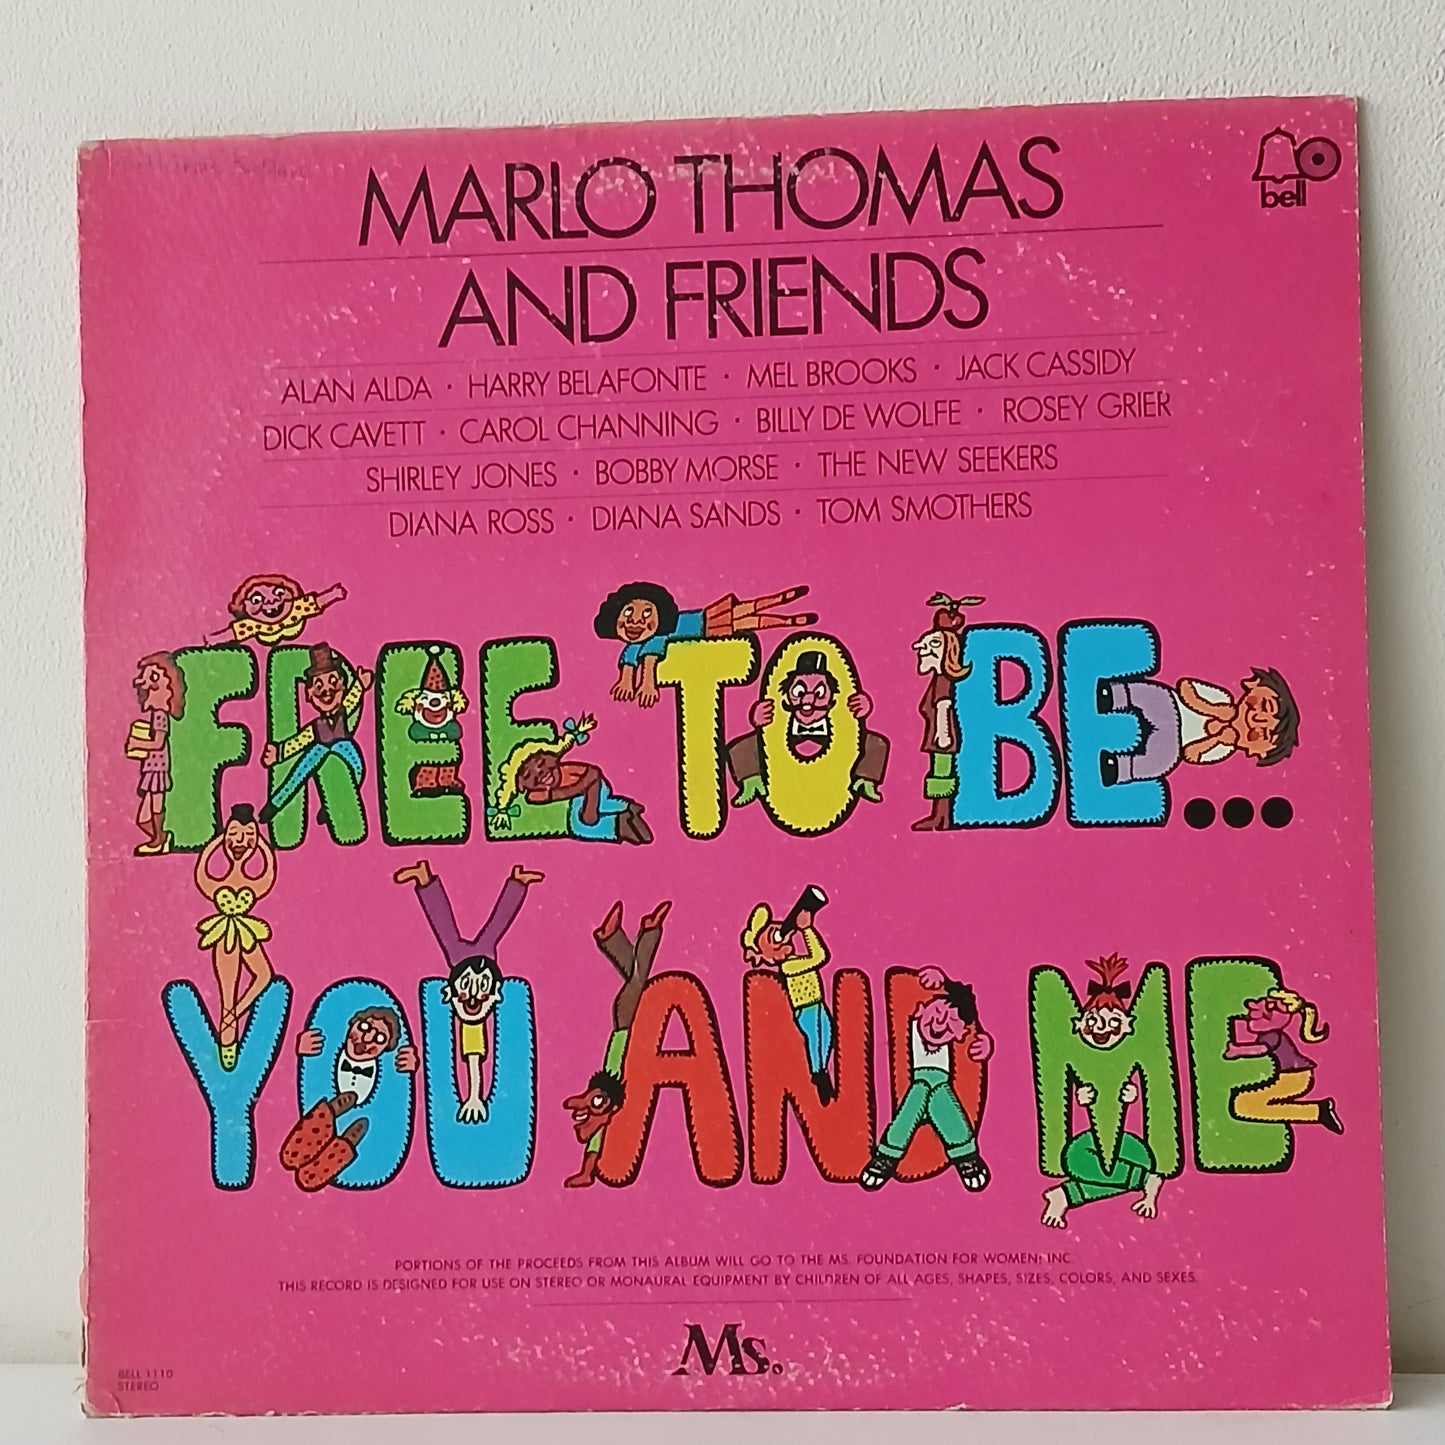 bell
MARLO THOMAS
AND FRIENDS
ALAN ALDA · HARRY BELAFONTE · MEL BROOKS · JACK CASSIDY
DICK CAVETT · CAROL CHANNING · BILLY DE WOLFE · ROSEY GRIER
SHIRLEY JONES · BOBBY MORSE · THE NEW SEEKERS
DIANA ROSS · DIANA SANDS · TOM SMOTHERS
FREE TO BE...
YOU AND ME
PORTIONS OF THE PROCEEDS FROM THIS ALBUM WILL GO TO THE MS. FOUNDATION FOR WOMEN, INC.
THIS RECORD IS DESIGNED FOR USE ON STEREO OR MONAURAL EQUIPMENT BY CHILDREN OF ALL AGES, SHAPES, SIZES, COLORS, AND SEXES.
Ms.
BELL 1110
STEREO